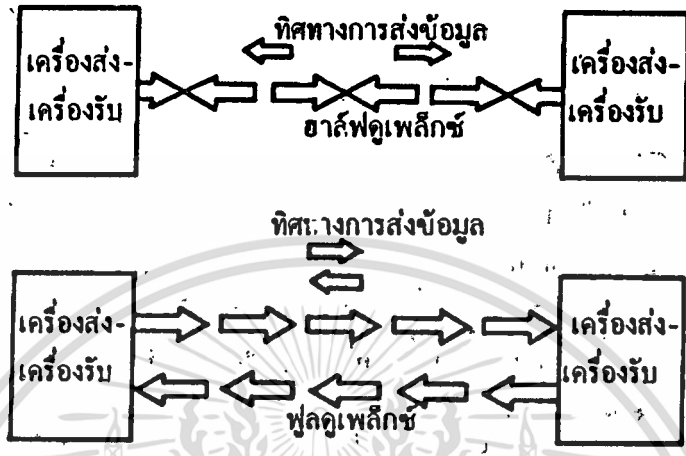 ทิศทางการส่งข้อมูล
เครื่องส่ง-
เครื่องรับ
เครื่องส่ง-
เครื่องรับ
ฮาล์ฟดูเพล็กซ์
ทิศทางการส่งข้อมูล
เครื่องส่ง-
เครื่องรับ
เครื่องส่ง-
เครื่องรับ
ฟูลดูเพล็กซ์